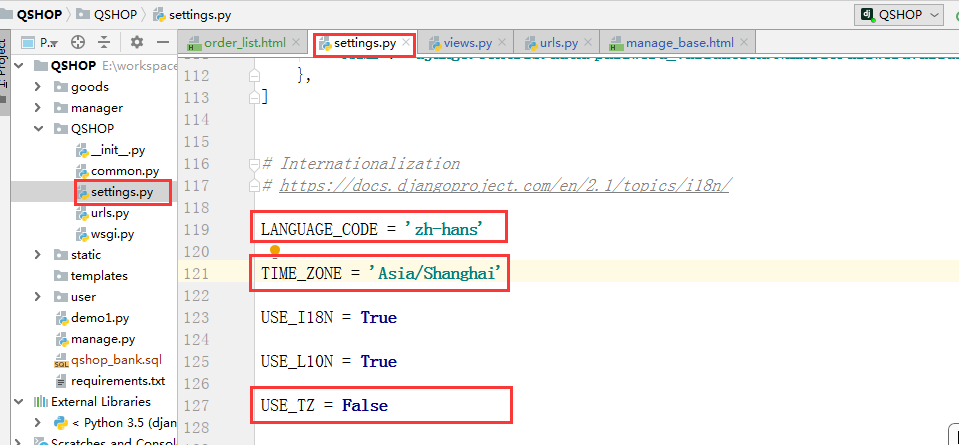 QSHOP QSHOP settings.py QSHOP
1: Project
P... order_list.html settings.py views.py urls.py manage_base.html
QSHOP E:\workspace
goods
manager
QSHOP
__init__.py
common.py
settings.py
urls.py
wsgi.py
static
templates
user
demo1.py
manage.py
qshop_bank.sql
requirements.txt
External Libraries
< Python 3.5 (djan
Scratches and Consol
112 },
113 ]
114
115
116 # Internationalization
117 # https://docs.djangoproject.com/en/2.1/topics/i18n/
118
119 LANGUAGE_CODE = 'zh-hans'
120
121 TIME_ZONE = 'Asia/Shanghai'
122
123 USE_I18N = True
124
125 USE_L10N = True
126
127 USE_TZ = False
128